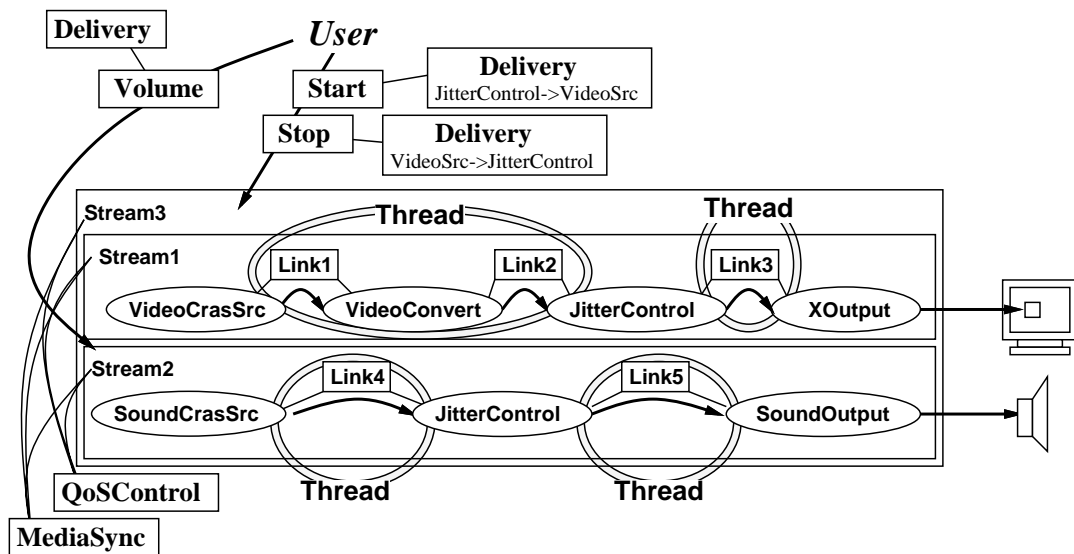 Delivery
User
Volume
Start
Delivery
JitterControl->VideoSrc
Stop
Delivery
VideoSrc->JitterControl
Stream3
Thread
Thread
Stream1
Link1
Link2
Link3
VideoCrasSrc
VideoConvert
JitterControl
XOutput
Stream2
Link4
Link5
SoundCrasSrc
JitterControl
SoundOutput
QoSControl
Thread
Thread
MediaSync